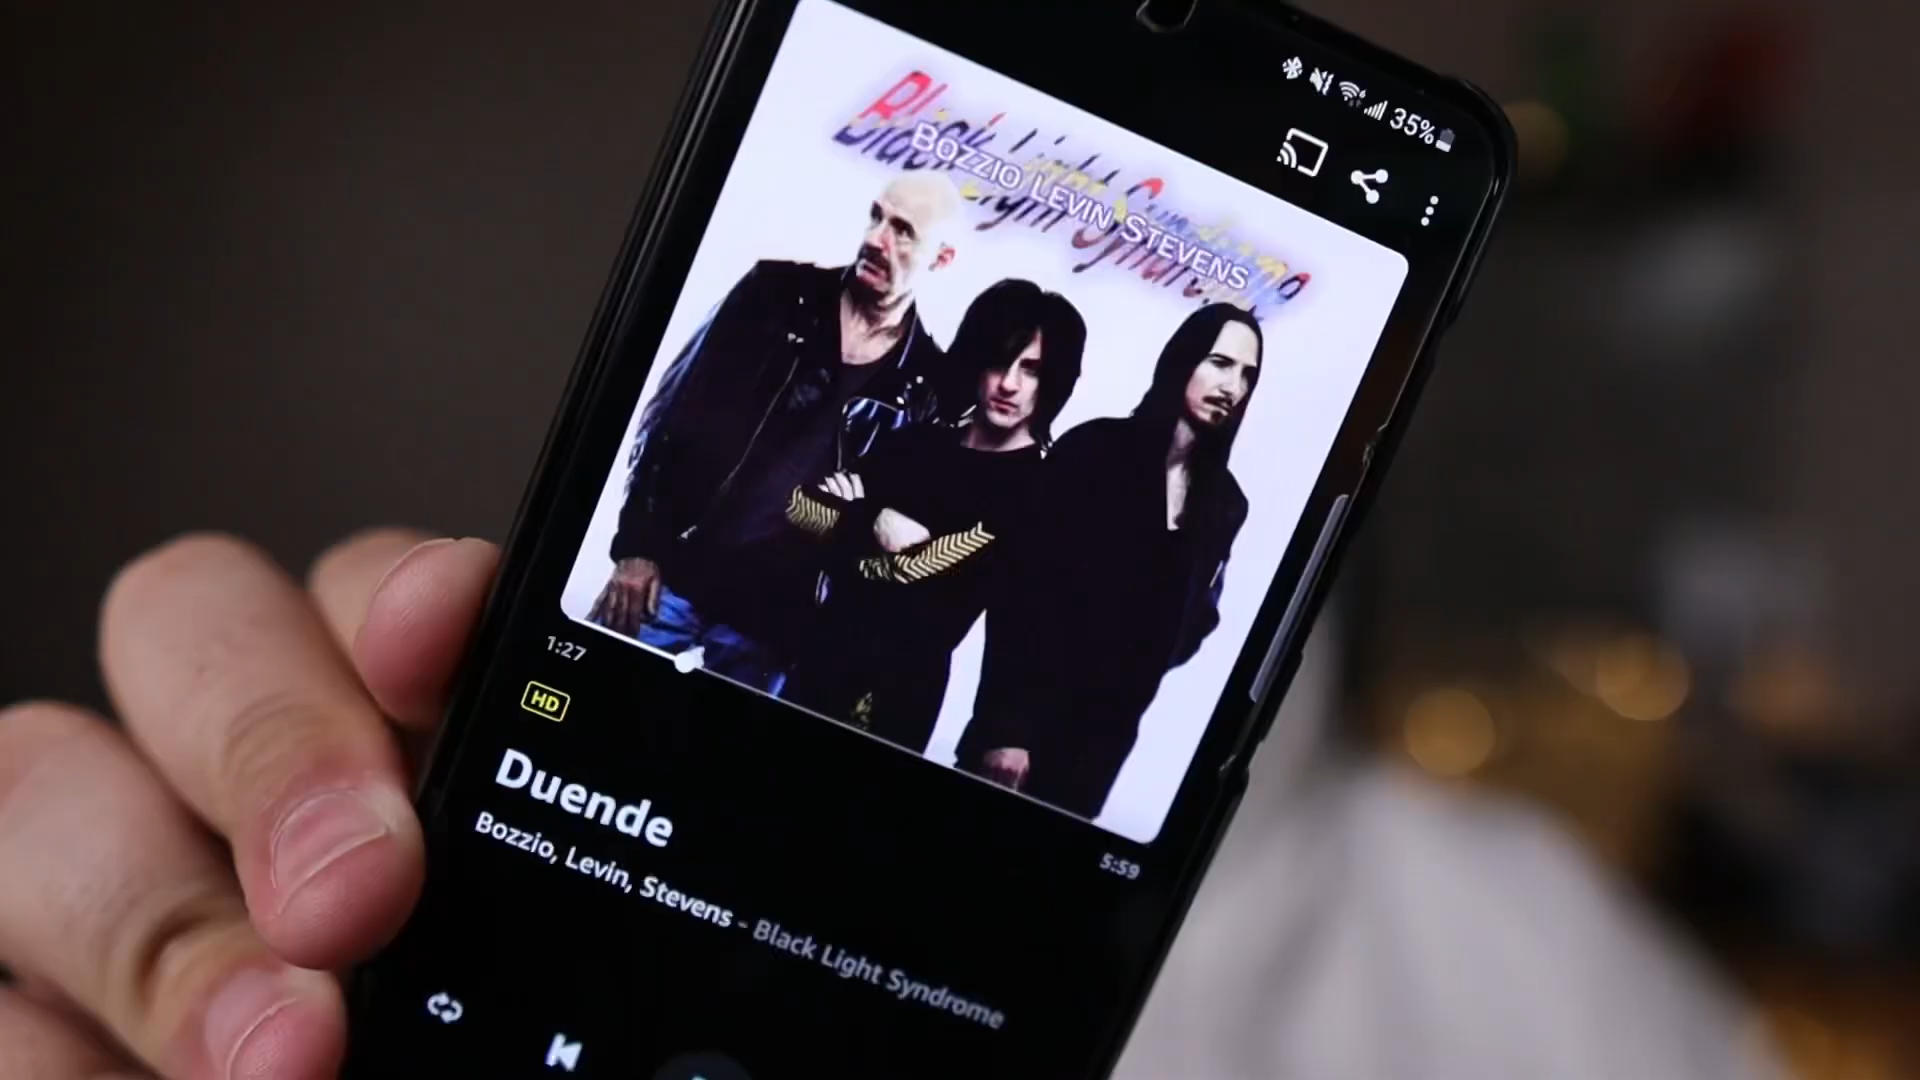 35%
Black Light Syndrome
BOZZIO LEVIN STEVENS
1:27
5:59
HD
Duende
Bozzio, Levin, Stevens - Black Light Syndrome